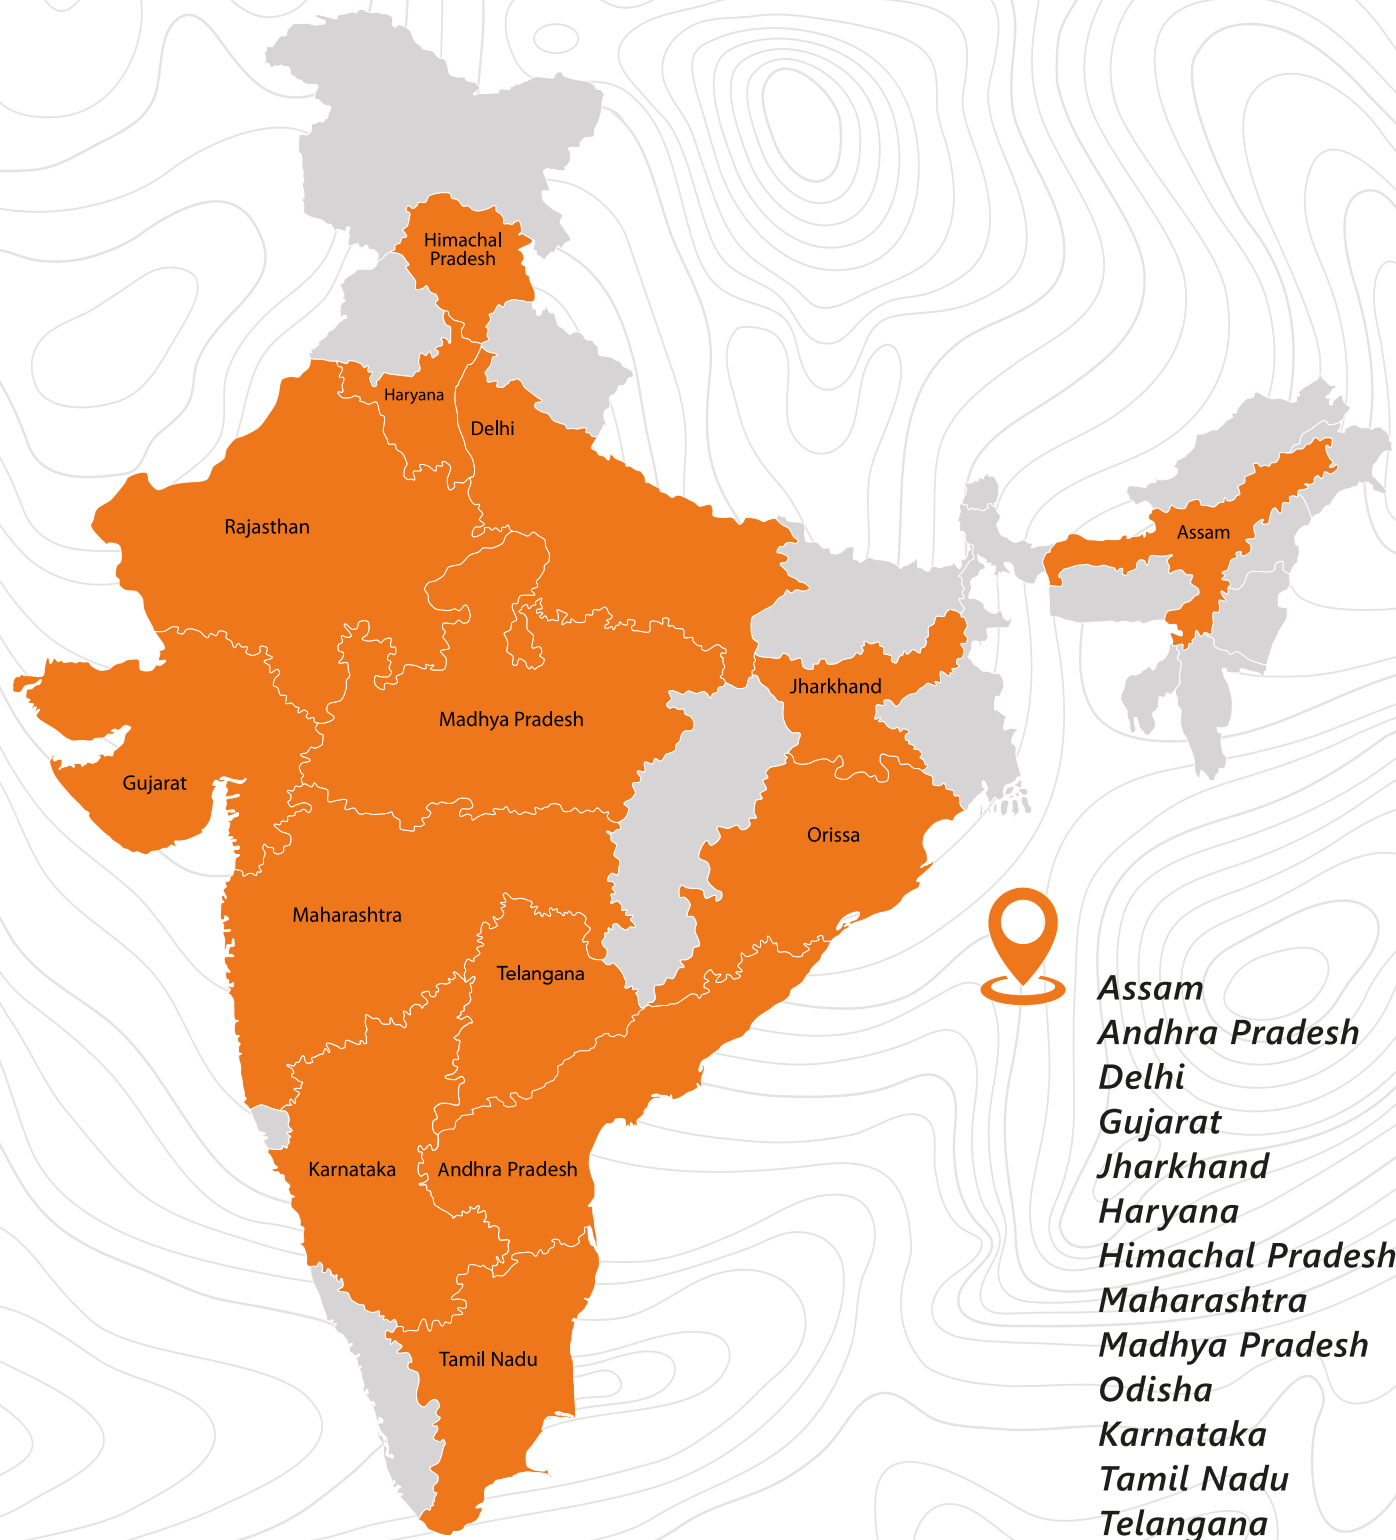 Himachal
Pradesh
Haryana
Delhi
Rajasthan
Assam
Jharkhand
Madhya Pradesh
Gujarat
Orissa
Maharashtra
Telangana
Karnataka
Andhra Pradesh
Tamil Nadu
Assam
Andhra Pradesh
Delhi
Gujarat
Jharkhand
Haryana
Himachal Pradesh
Maharashtra
Madhya Pradesh
Odisha
Karnataka
Tamil Nadu
Telangana